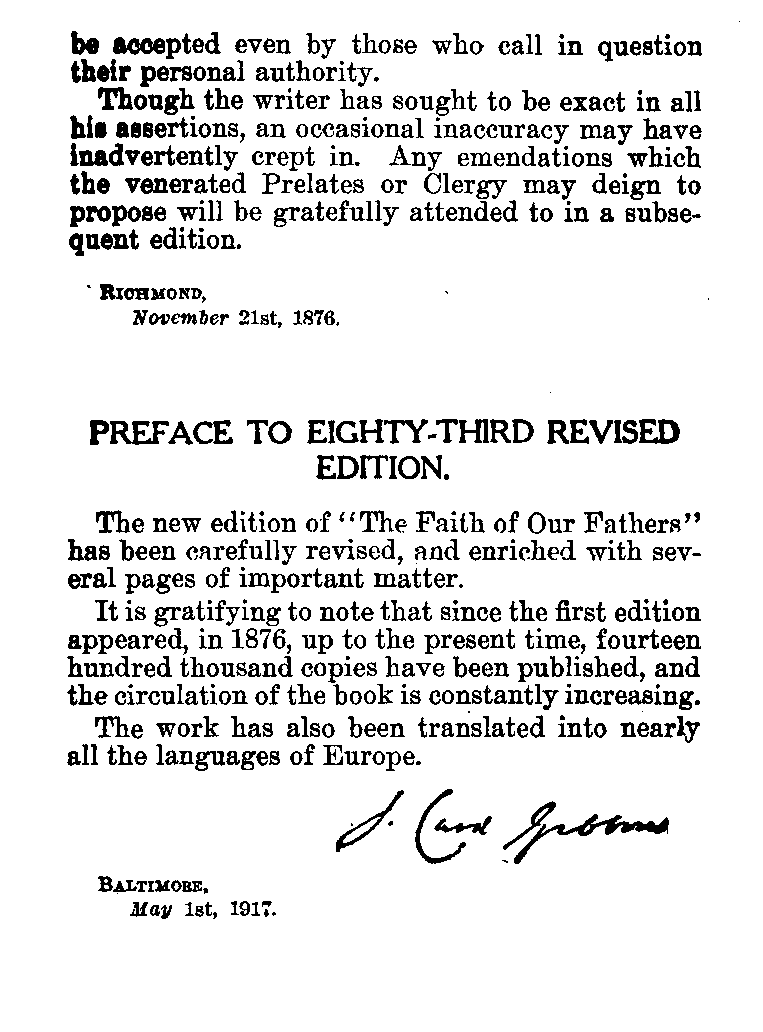 be accepted even by those who call in question
their personal authority.
Though the writer has sought to be exact in all
his assertions, an occasional inaccuracy may have
inadvertently crept in. Any emendations which
the venerated Prelates or Clergy may deign to
propose will be gratefully attended to in a subse-
quent edition.
RICHMOND,
November 21st, 1876.
PREFACE TO EIGHTY-THIRD REVISED
EDITION.
The new edition of "The Faith of Our Fathers"
has been carefully revised, and enriched with sev-
eral pages of important matter.
It is gratifying to note that since the first edition
appeared, in 1876, up to the present time, fourteen
hundred thousand copies have been published, and
the circulation of the book is constantly increasing.
The work has also been translated into nearly
all the languages of Europe.
J. Card Gibbons
BALTIMORE,
May 1st, 1917.